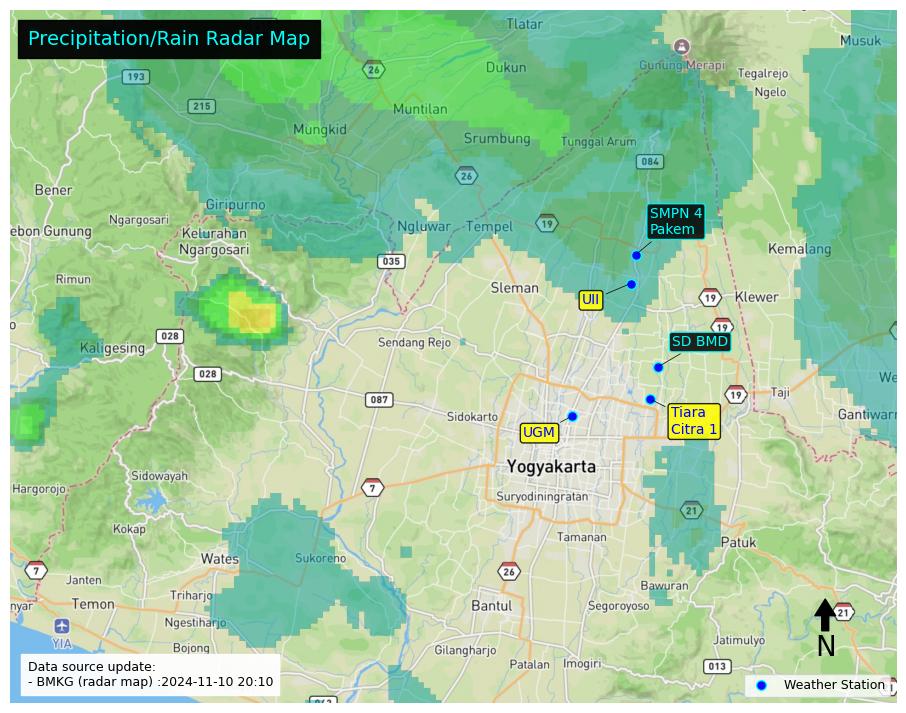 Precipitation/Rain Radar Map
Tlatar
Musuk
26
193
Dukun
Gunung Merapi
Tegalrejo
Ngelo
215
Muntilan
Mungkid
Srumbung
Tunggal Arum
084
26
Bener
Giripurno
SMPN 4
Pakem
Ngargosari
Ngluwar
Tempel
19
ebon Gunung
Kelurahan
Ngargosari
Kemalang
035
Rimun
Sleman
UII
19
Klewer
19
028
Kaligesing
Sendang Rejo
SD BMD
028
We
087
19
Taji
Sidokarto
UGM
Tiara
Citra 1
Gantiwarn
Yogyakarta
Sidowayah
7
Suryodiningratan
Hargorojo
21
Kokap
Tamanan
Patuk
Wates
Sukoreno
7
26
Janten
Bawuran
Triharjo
nyar
Temon
Bantul
Segoroyoso
21
Ngestiharjo
YIA
N
Bojong
Gilangharjo
Jatimulyo
Data source update:
- BMKG (radar map) :2024-11-10 20:10
Patalan
Imogiri
013
Weather Station